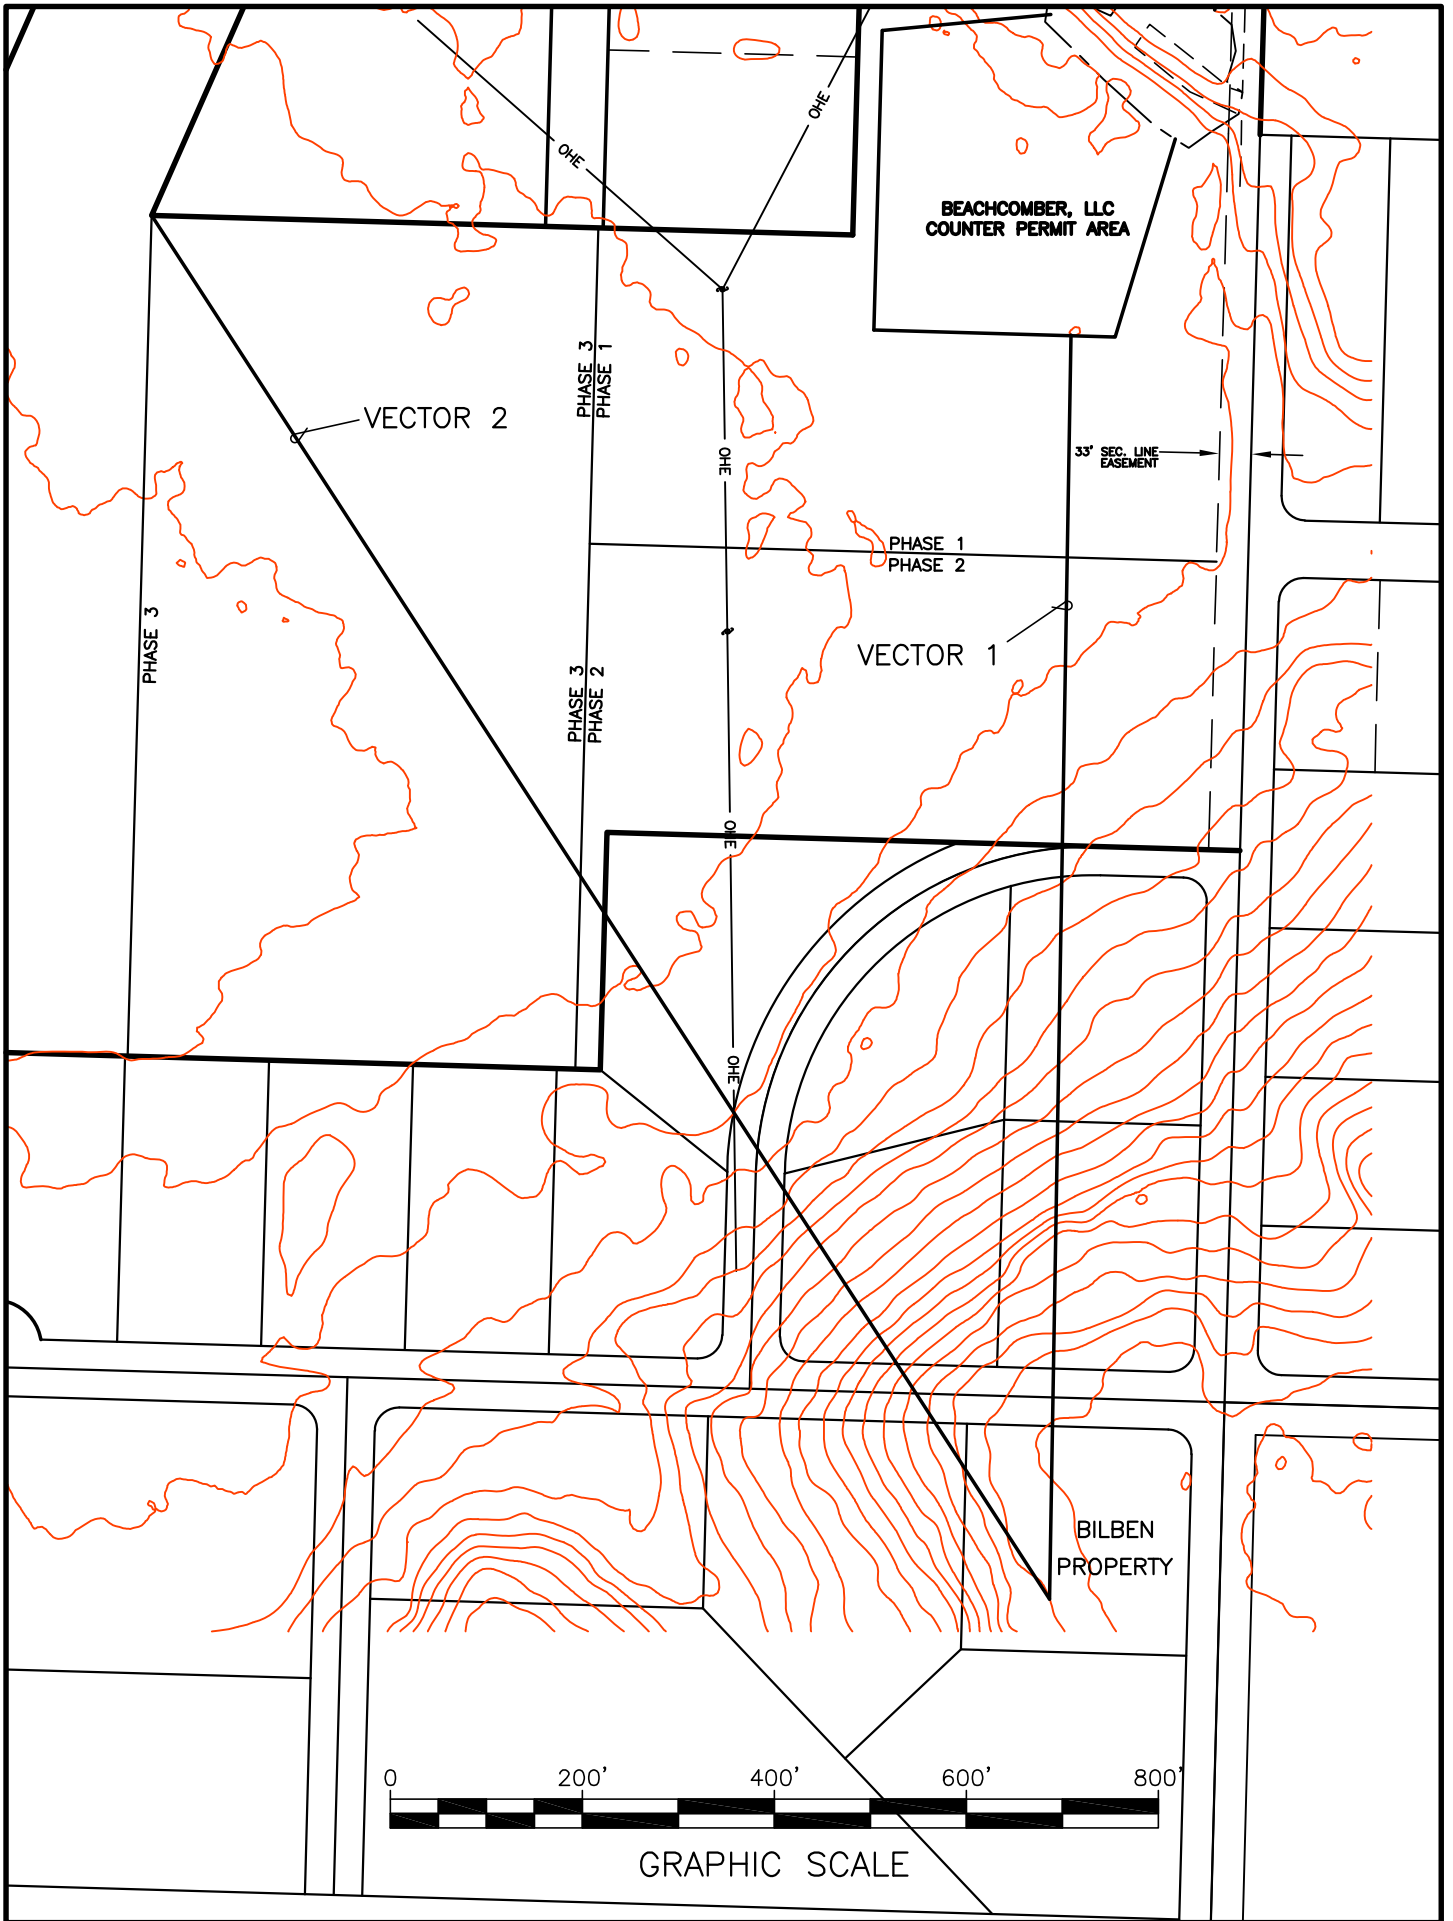 OHE
OHE
BEACHCOMBER, LLC
COUNTER PERMIT AREA
PHASE 3
PHASE 1
VECTOR 2
OHE
33' SEC. LINE
EASEMENT
PHASE 1
PHASE 2
PHASE 3
VECTOR 1
PHASE 3
PHASE 2
OHE
OHE
BILBEN
PROPERTY
0 200' 400' 600' 800'
GRAPHIC SCALE